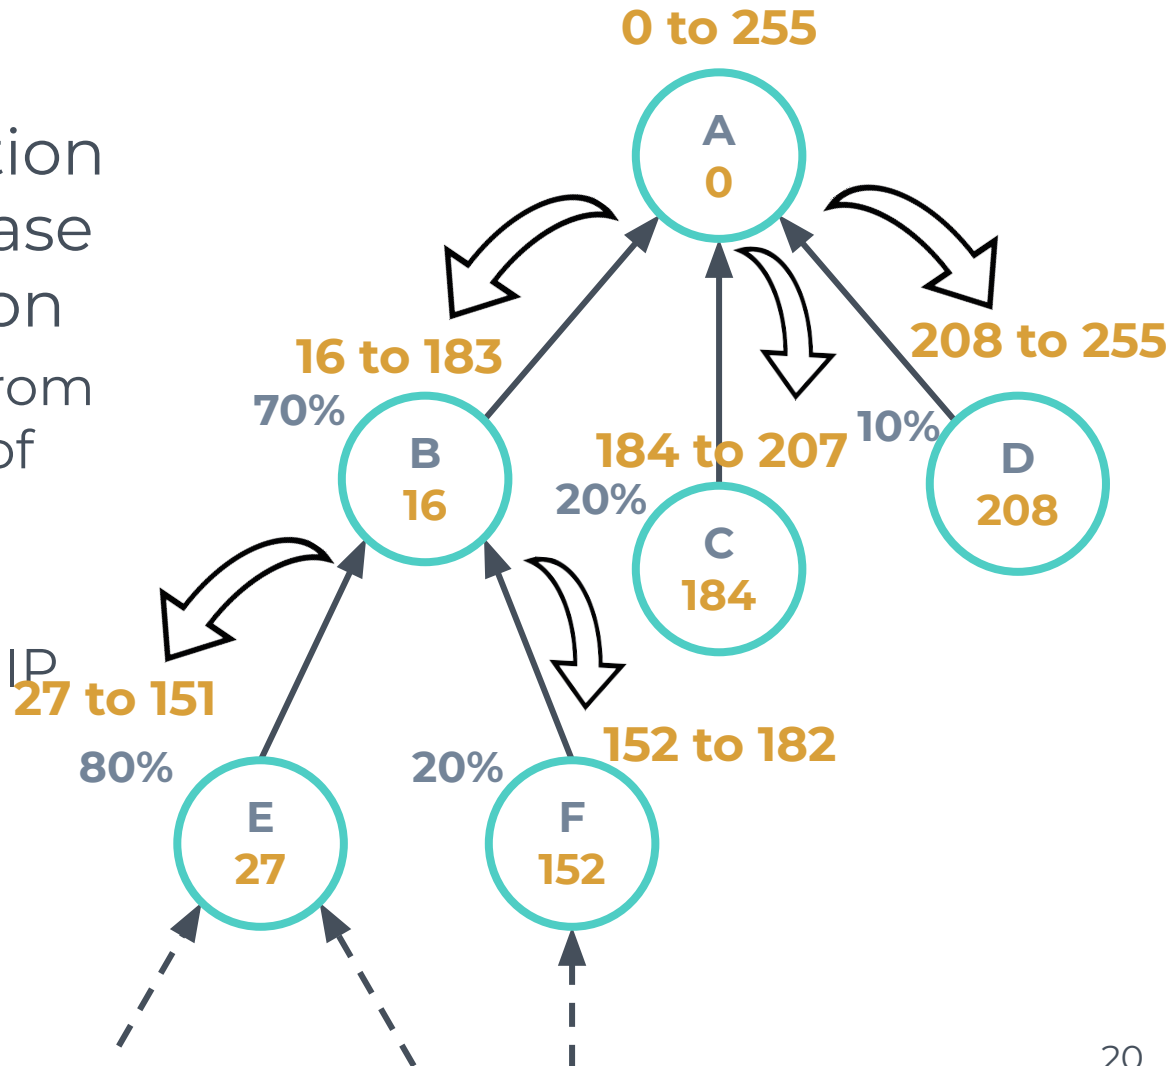 0 to 255
A
0
tion
ase
on
rom
of
IP
16 to 183
70%
B
16
184 to 207
20%
C
184
208 to 255
10%
D
208
27 to 151
80%
E
27
152 to 182
20%
F
152
20